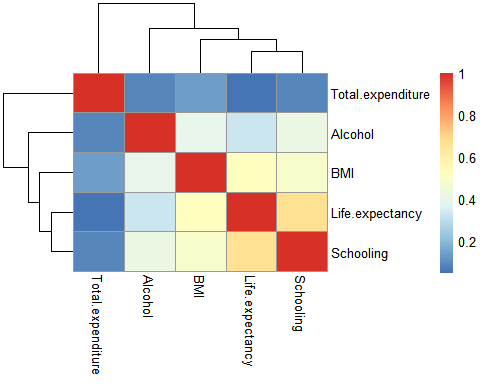 1
Total.expenditure
0.8
Alcohol
0.6
BMI
0.4
Life.expectancy
0.2
Schooling
Total.expenditure
Alcohol
BMI
Life.expectancy
Schooling